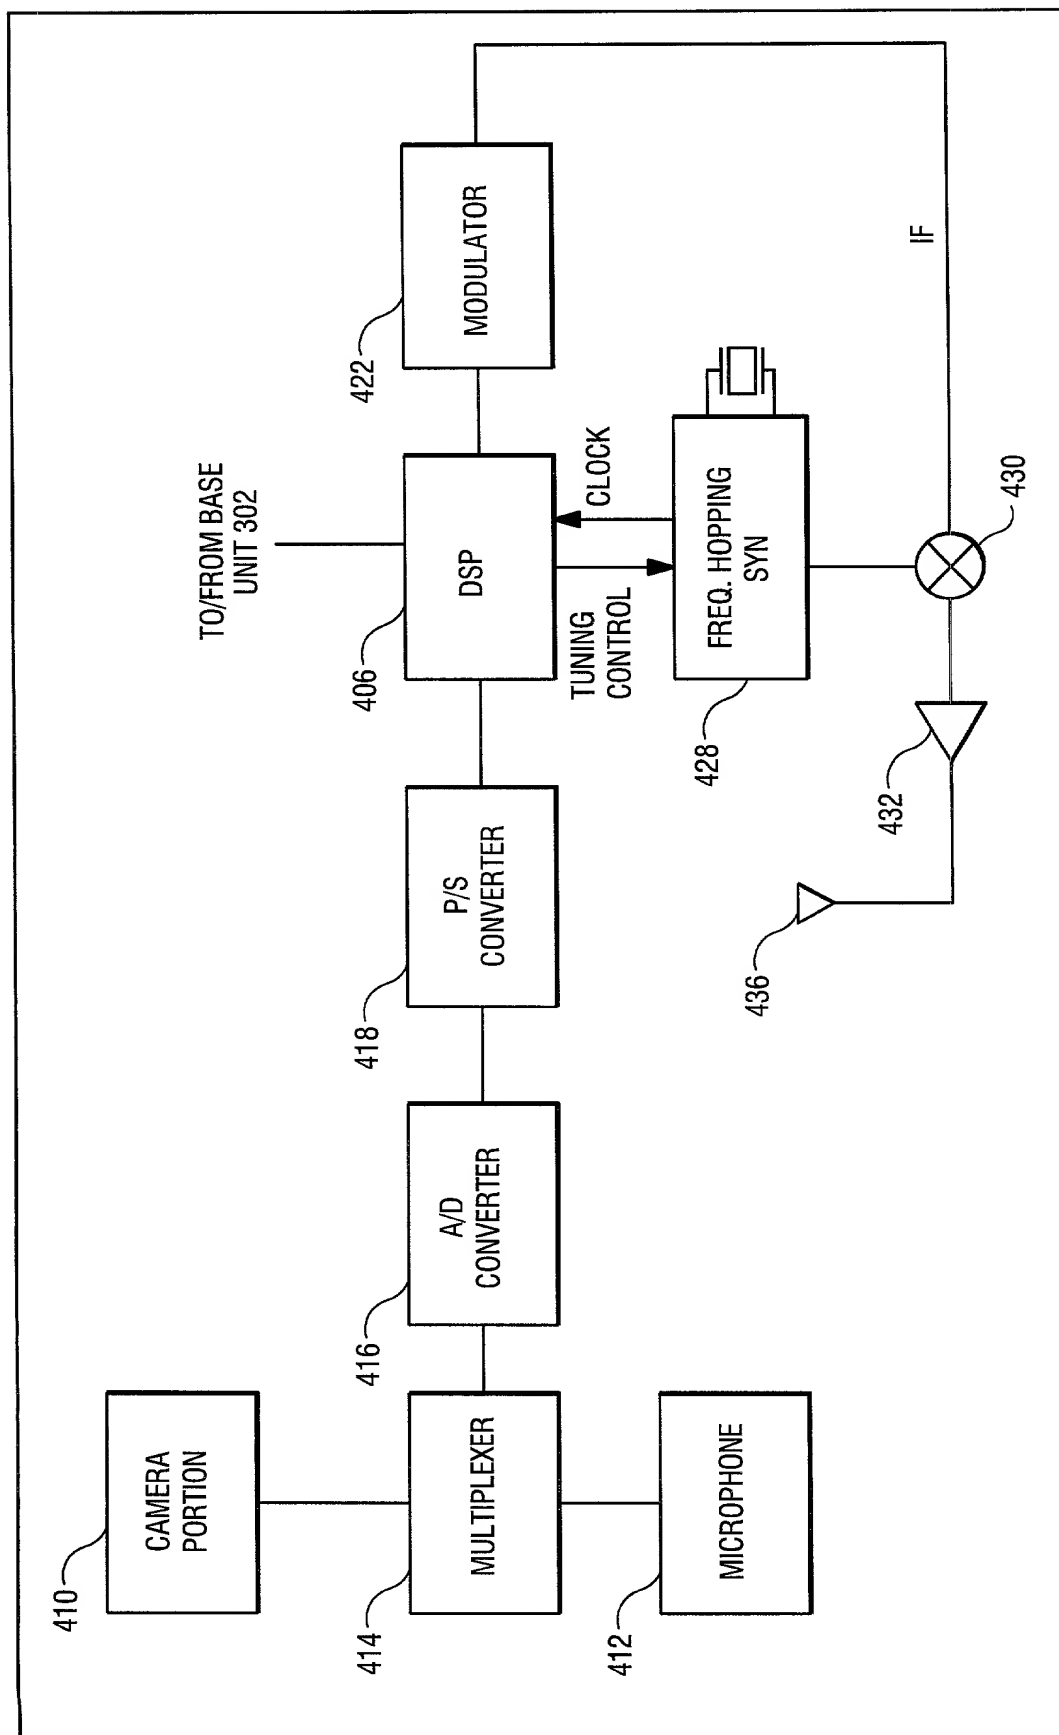 410
CAMERA
PORTION
414
MULTIPLEXER
412
MICROPHONE
416
A/D
CONVERTER
418
P/S
CONVERTER
TO/FROM BASE
UNIT 302
406
DSP
TUNING
CONTROL
CLOCK
422
MODULATOR
428
FREQ. HOPPING
SYN
IF
430
432
436